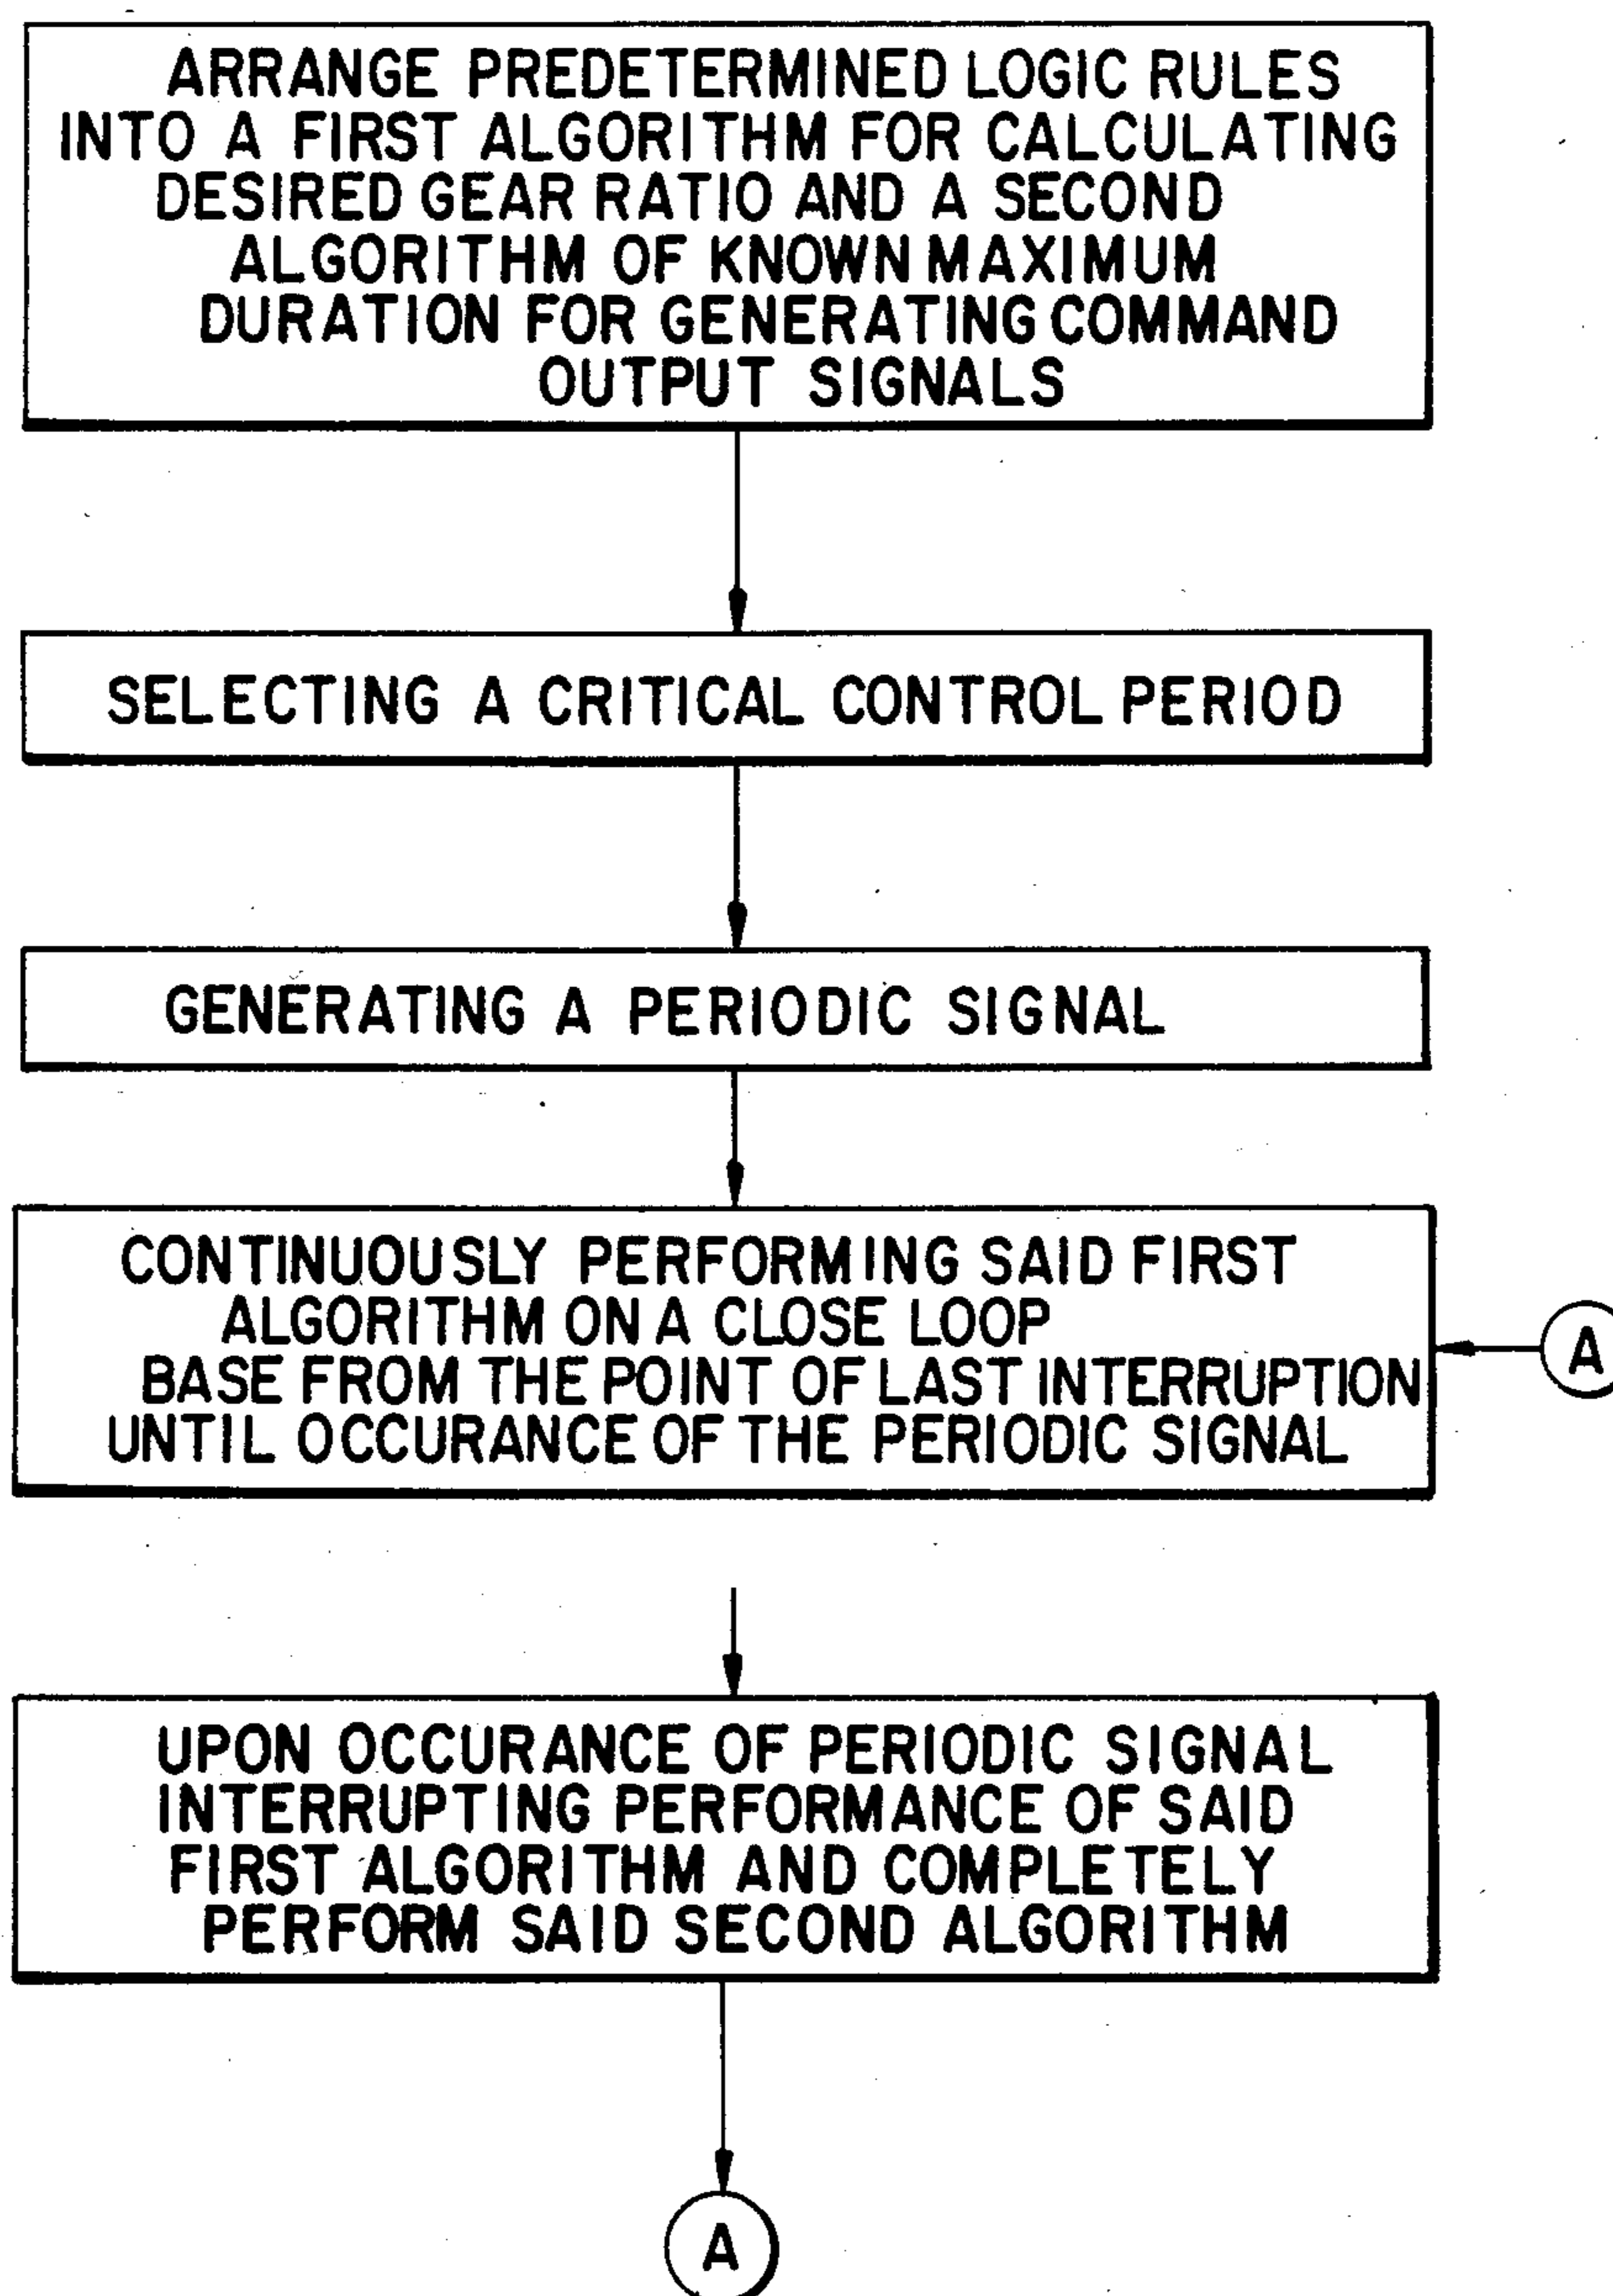 ARRANGE PREDETERMINED LOGIC RULES
INTO A FIRST ALGORITHM FOR CALCULATING
DESIRED GEAR RATIO AND A SECOND
ALGORITHM OF KNOWN MAXIMUM
DURATION FOR GENERATING COMMAND
OUTPUT SIGNALS
SELECTING A CRITICAL CONTROL PERIOD
GENERATING A PERIODIC SIGNAL
CONTINUOUSLY PERFORMING SAID FIRST
ALGORITHM ON A CLOSE LOOP
BASE FROM THE POINT OF LAST INTERRUPTION
UNTIL OCCURANCE OF THE PERIODIC SIGNAL
A
UPON OCCURANCE OF PERIODIC SIGNAL
INTERRUPTING PERFORMANCE OF SAID
FIRST ALGORITHM AND COMPLETELY
PERFORM SAID SECOND ALGORITHM
A